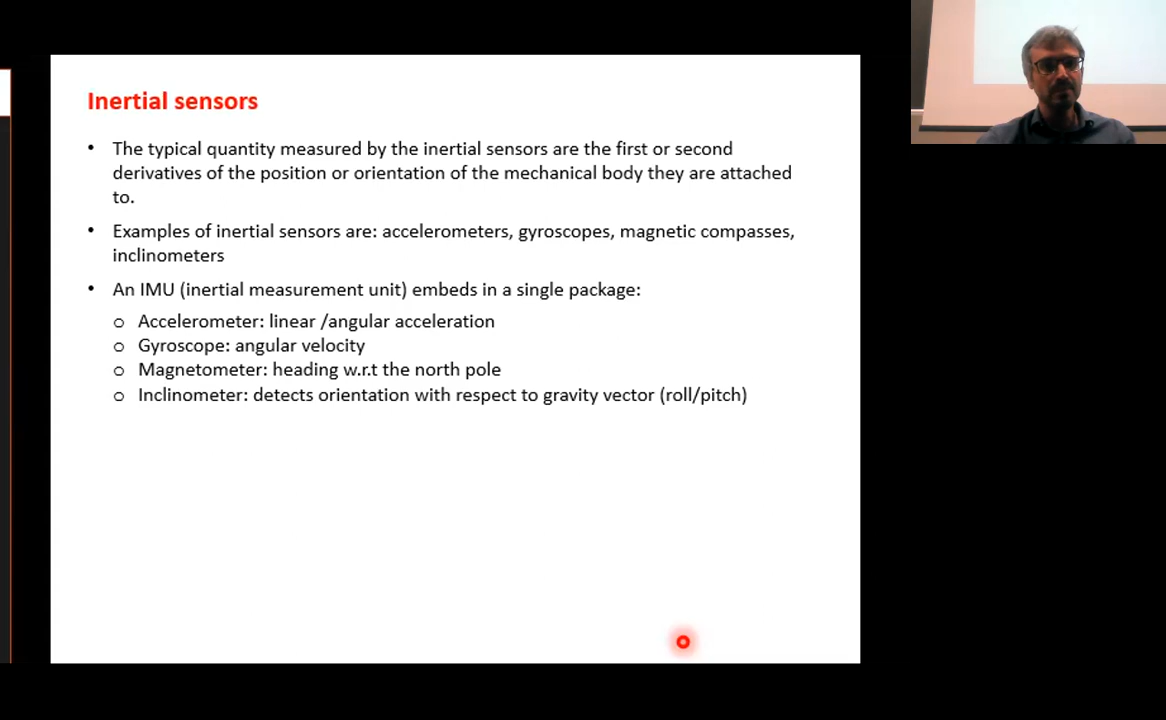 Inertial sensors
• The typical quantity measured by the inertial sensors are the first or second
derivatives of the position or orientation of the mechanical body they are attached
to.
• Examples of inertial sensors are: accelerometers, gyroscopes, magnetic compasses,
inclinometers
• An IMU (inertial measurement unit) embeds in a single package:
o Accelerometer: linear /angular acceleration
o Gyroscope: angular velocity
o Magnetometer: heading w.r.t the north pole
o Inclinometer: detects orientation with respect to gravity vector (roll/pitch)